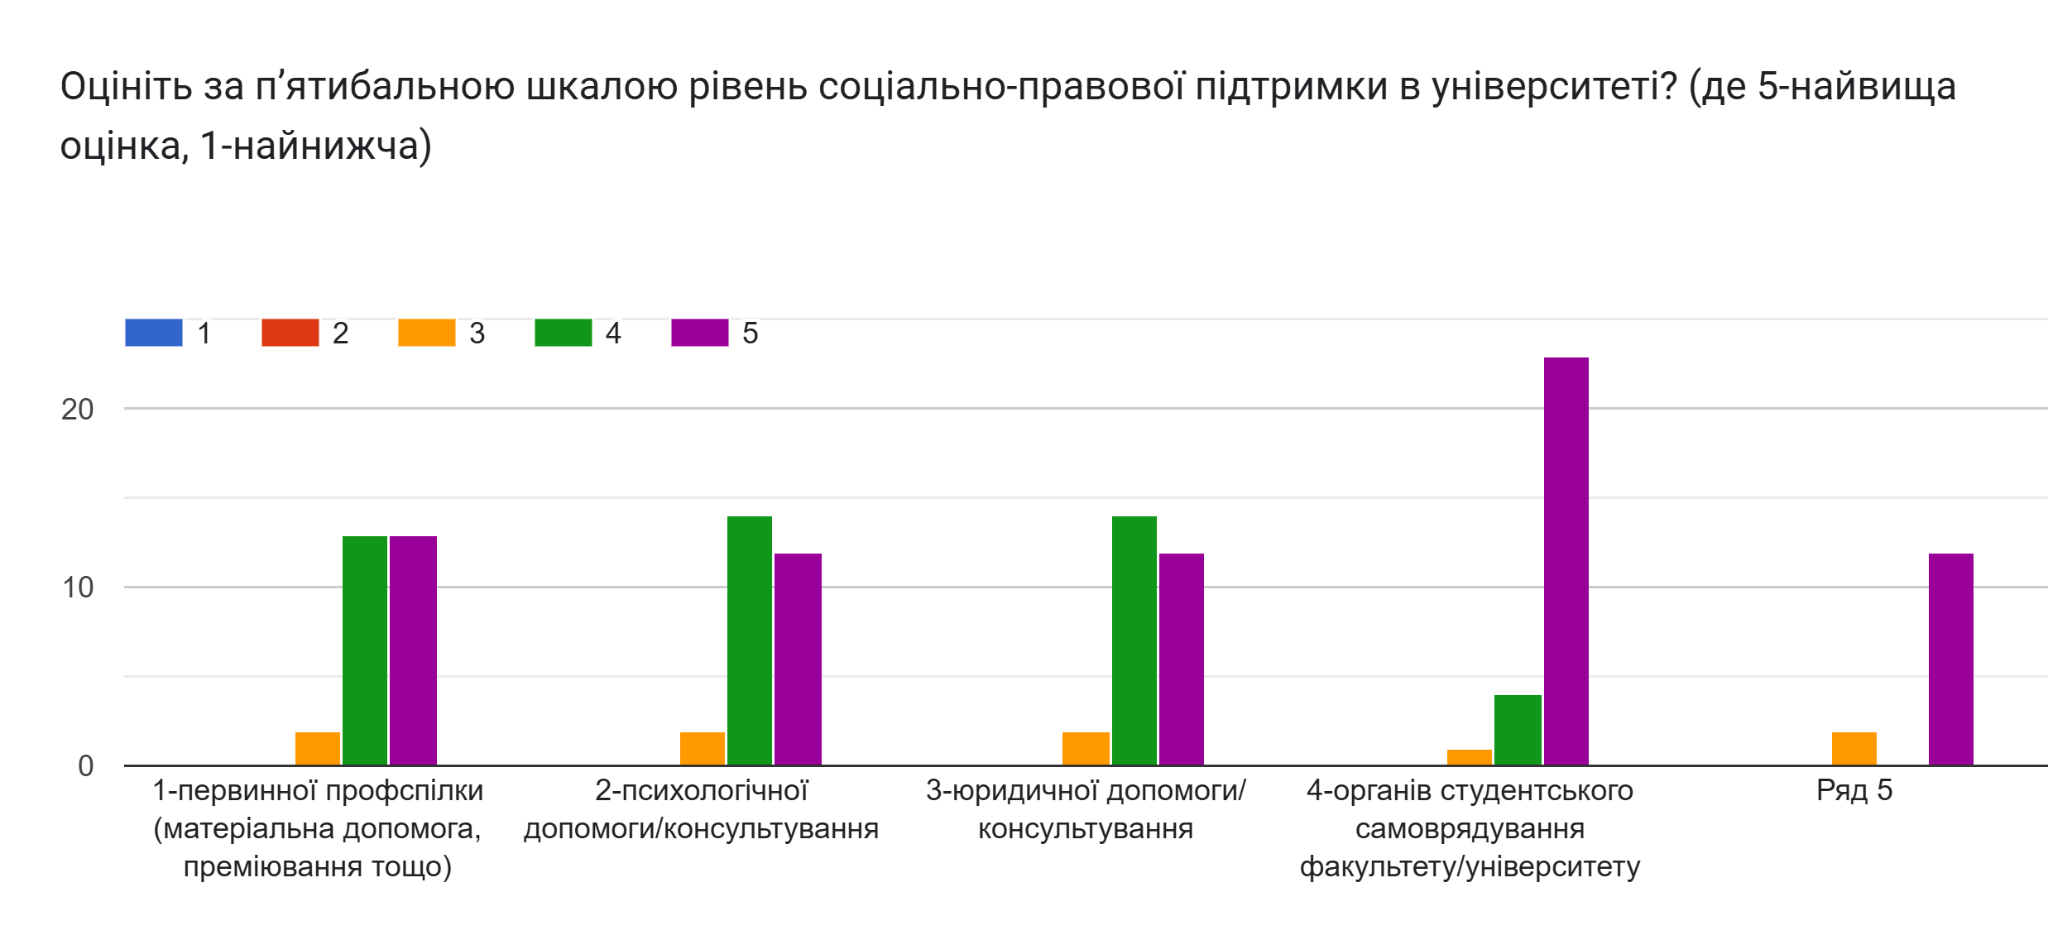 Оцініть за п’ятибальною шкалою рівень соціально-правової підтримки в університеті? (де 5-найвища
оцінка, 1-найнижча)
1 2 3 4 5
20
10
0
1-первинної профспілки
(матеріальна допомога,
преміювання тощо)
2-психологічної
допомоги/консультування
3-юридичної допомоги/
консультування
4-органів студентського
самоврядування
факультету/університету
Ряд 5